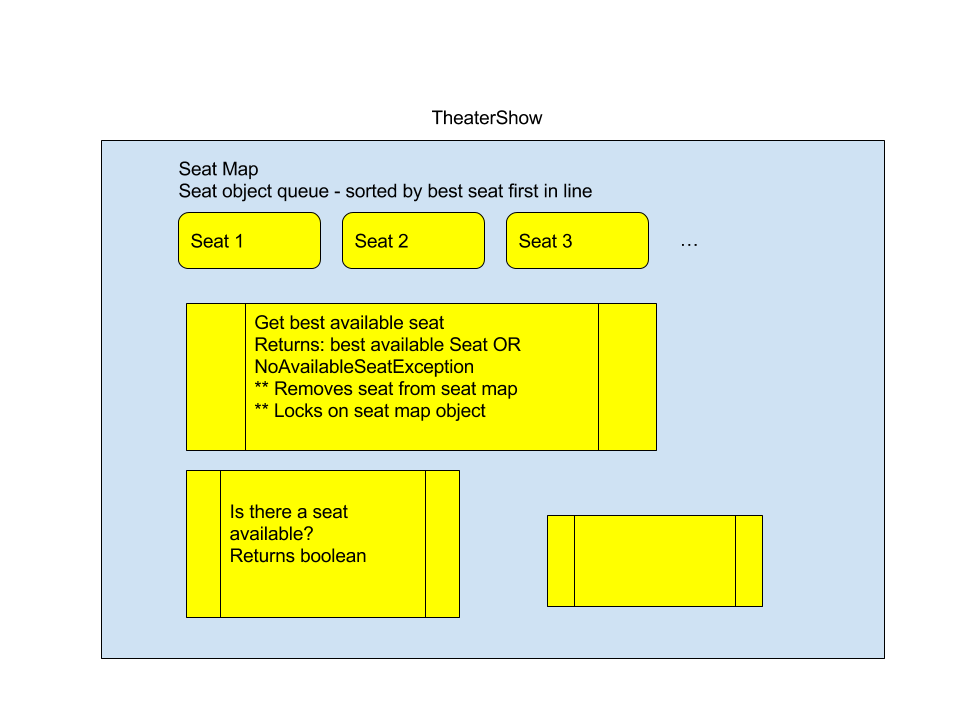 TheaterShow
Seat Map
Seat object queue - sorted by best seat first in line
Seat 1
Seat 2
Seat 3
…
Get best available seat
Returns: best available Seat OR
NoAvailableSeatException
** Removes seat from seat map
** Locks on seat map object
Is there a seat
available?
Returns boolean